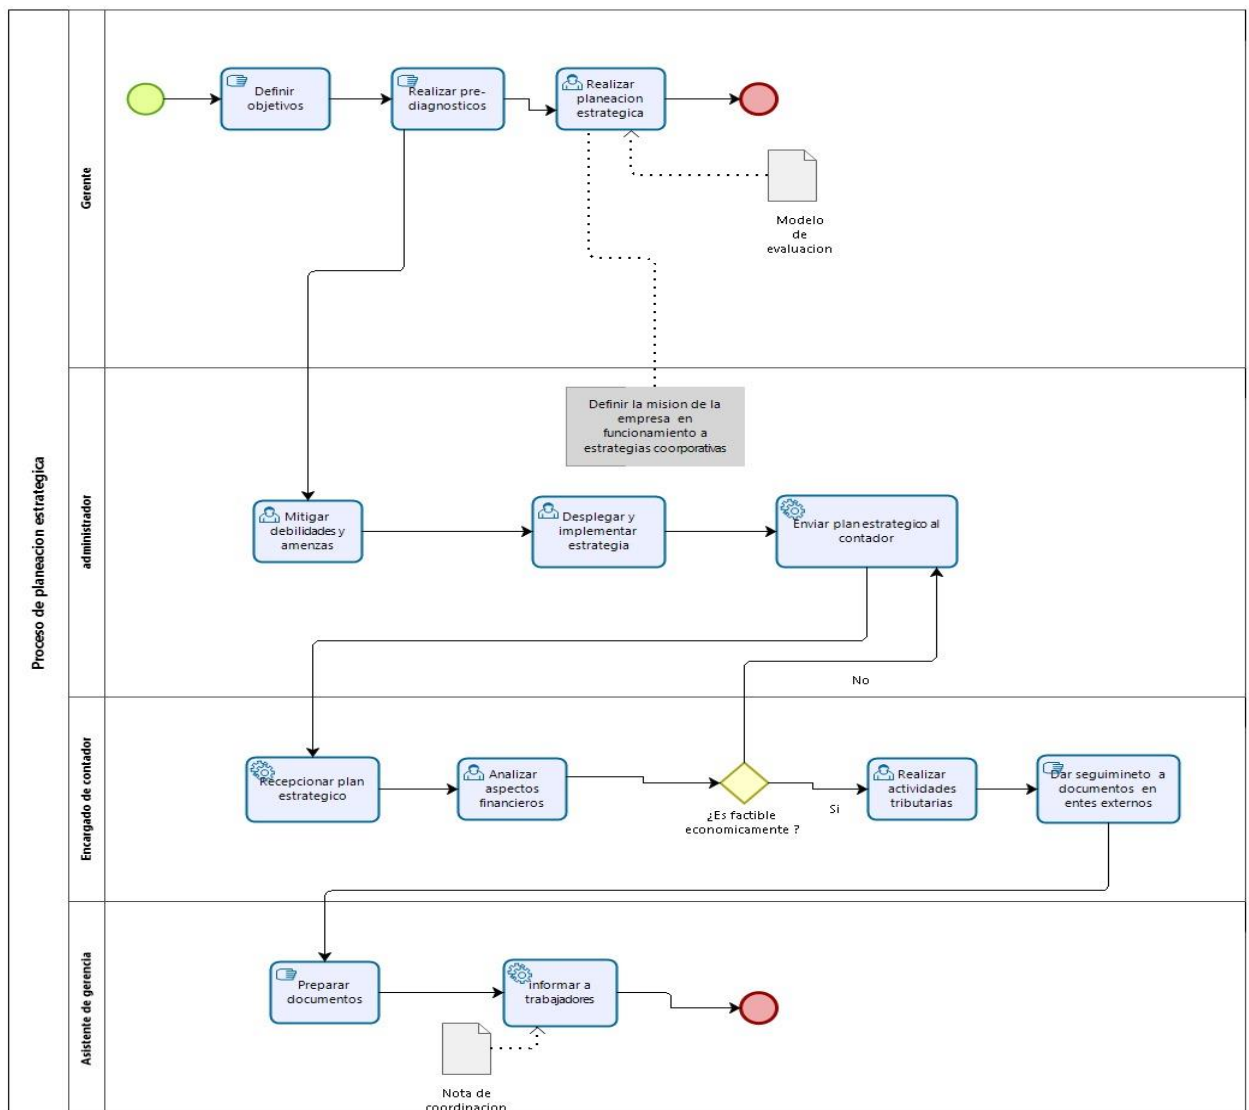 Proceso de planeacion estrategica
Gerente
Definir
objetivos
Realizar pre-
diagnosticos
Realizar
planeacion
estrategica
Modelo
de
evaluacion
administrador
Definir la mision de la
empresa en
funcionamiento a
estrategias coorporativas
Mitigar
debilidades y
amenzas
Desplegar y
implementar
estrategia
Enviar plan estrategico al
contador
No
Encargado de contador
Recepcionar plan
estrategico
Analizar
aspectos
financieros
¿Es factible
economicamente ?
Si
Realizar
actividades
tributarias
Dar seguimineto a
documentos en
entes externos
Asistente de gerencia
Preparar
documentos
Informar a
trabajadores
Nota de
coordinacion